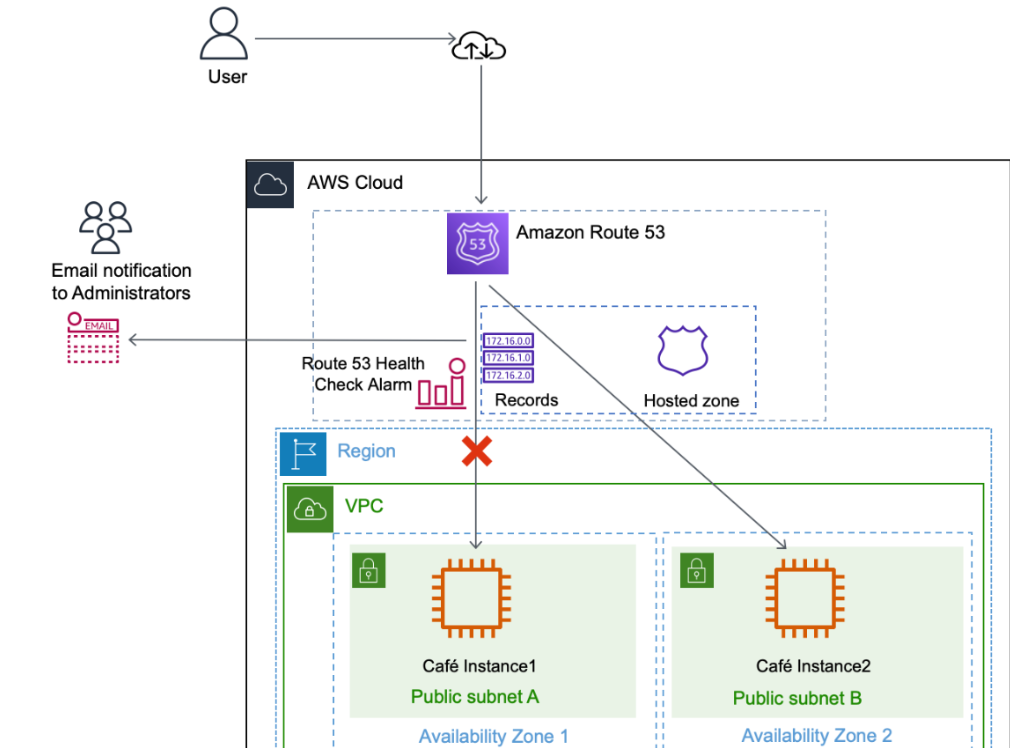 User
AWS Cloud
53
Amazon Route 53
Email notification
to Administrators
EMAIL
172.16.0.0
172.16.1.0
172.16.2.0
Route 53 Health
Check Alarm
Records
Hosted zone
Region
VPC
Café Instance1
Public subnet A
Availability Zone 1
Café Instance2
Public subnet B
Availability Zone 2